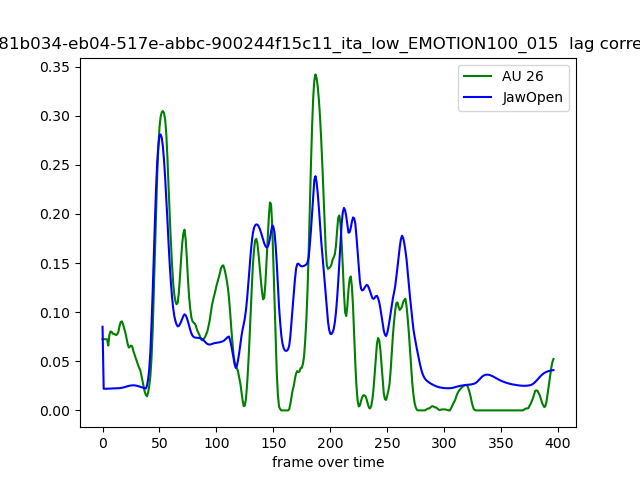 81b034-eb04-517e-abbc-900244f15c11_ita_low_EMOTION100_015 lag corre
AU 26
JawOpen
0.35
0.30
0.25
0.20
0.15
0.10
0.05
0.00
0 50 100 150 200 250 300 350 400
frame over time